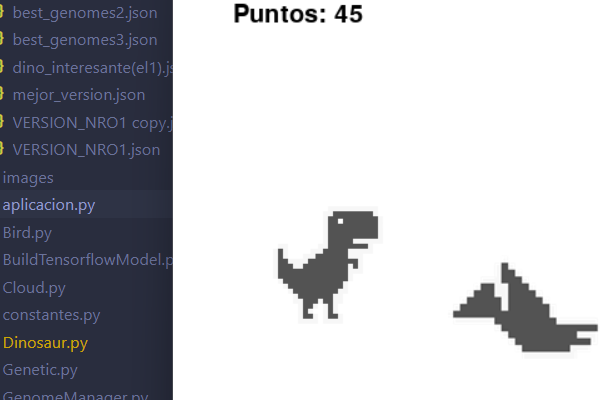 best_genomes2.json
best_genomes3.json
dino_interesante(el1).js
mejor_version.json
VERSION_NRO1 copy.j
VERSION_NRO1.json
images
aplicacion.py
Bird.py
BuildTensorflowModel.p
Cloud.py
constantes.py
Dinosaur.py
Genetic.py
GenomeManager.py
Puntos: 45